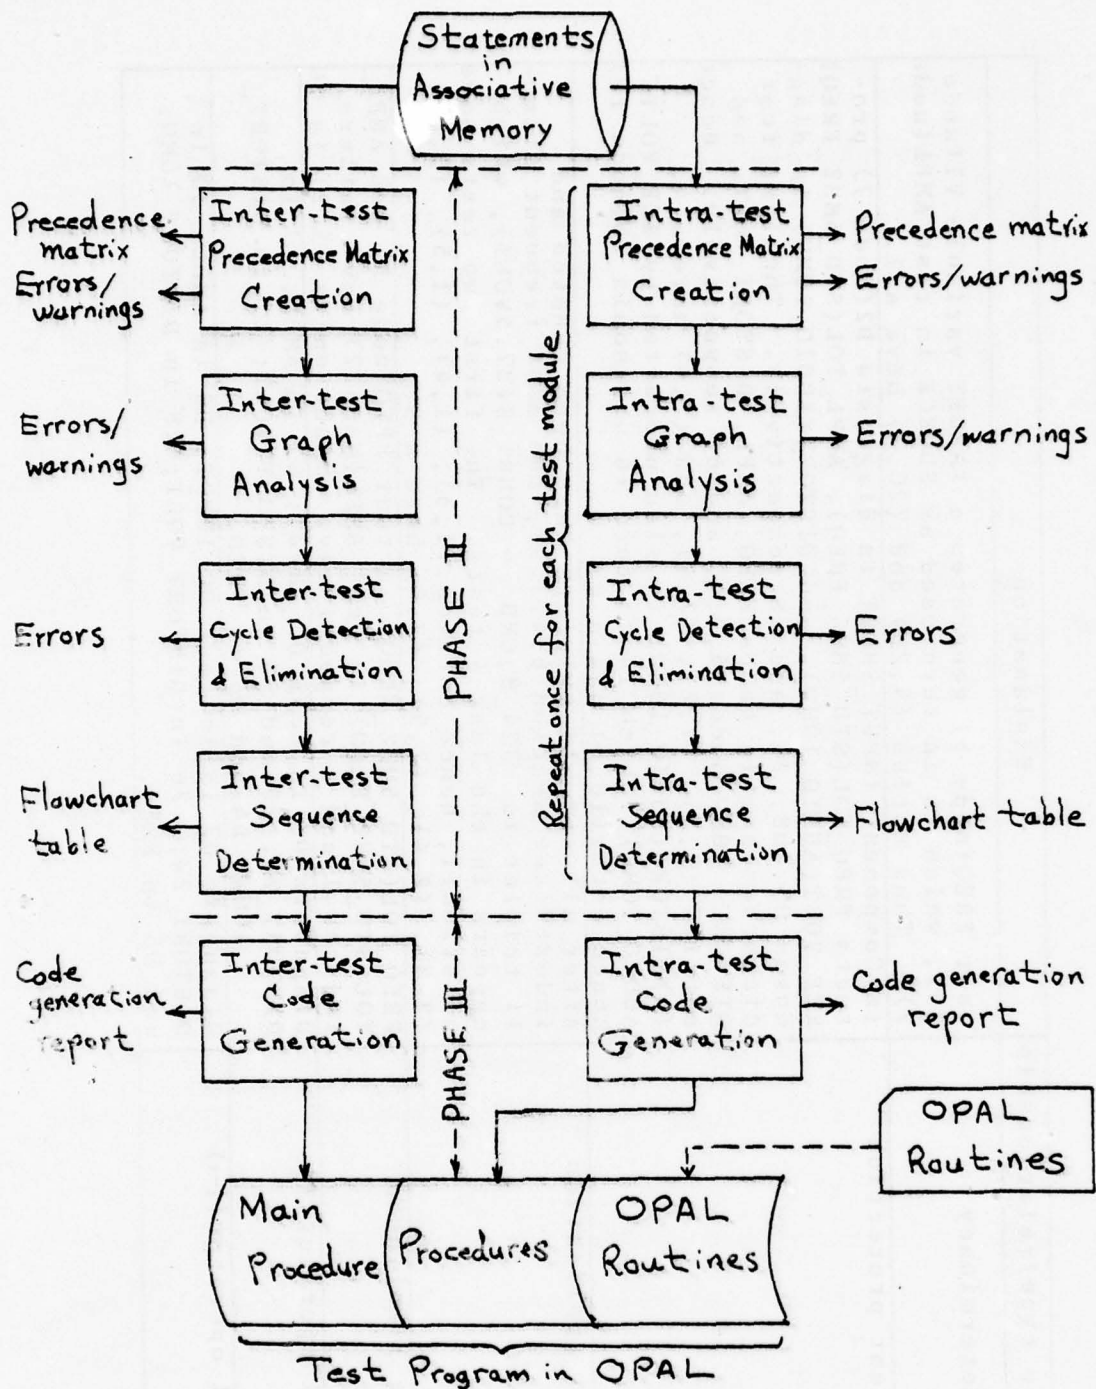 Statements
in
Associative
Memory
Inter-test
Precedence Matrix
Creation
Precedence
matrix
Errors/
warnings
Intra-test
Precedence Matrix
Creation
Precedence matrix
Errors/warnings
Inter-test
Graph
Analysis
Errors/
warnings
Intra-test
Graph
Analysis
Errors/warnings
PHASE II
Repeat once for each test module
Inter-test
Cycle Detection
& Elimination
Errors
Intra-test
Cycle Detection
& Elimination
Errors
Inter-test
Sequence
Determination
Flowchart
table
Intra-test
Sequence
Determination
Flowchart table
Inter-test
Code
Generation
Code
generation
report
PHASE III
Intra-test
Code
Generation
Code generation
report
OPAL
Routines
Main
Procedure
Procedures
OPAL
Routines
Test Program in OPAL